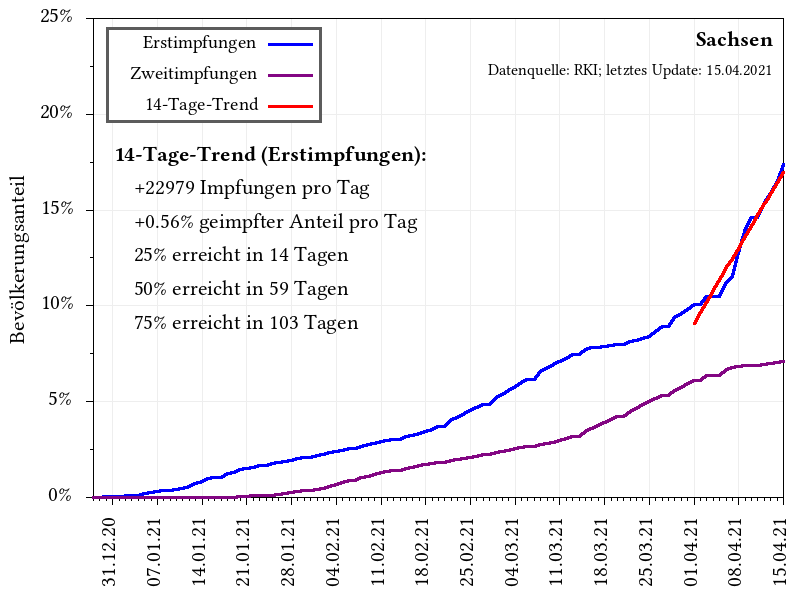 25%
20%
15%
10%
5%
0%
Bevölkerungsanteil
Erstimpfungen
Zweitimpfungen
14-Tage-Trend
Sachsen
Datenquelle: RKI; letztes Update: 15.04.2021
14-Tage-Trend (Erstimpfungen):
+22979 Impfungen pro Tag
+0.56% geimpfter Anteil pro Tag
25% erreicht in 14 Tagen
50% erreicht in 59 Tagen
75% erreicht in 103 Tagen
31.12.20
07.01.21
14.01.21
21.01.21
28.01.21
04.02.21
11.02.21
18.02.21
25.02.21
04.03.21
11.03.21
18.03.21
25.03.21
01.04.21
08.04.21
15.04.21